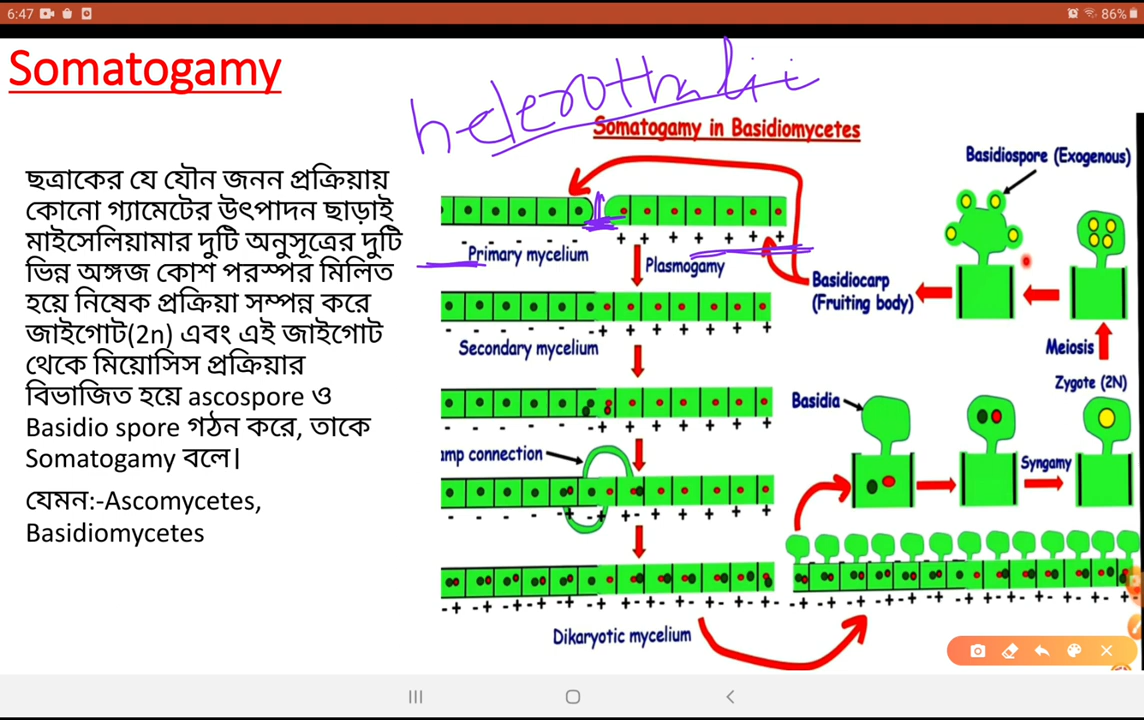 6:47
86%
Somatogamy
heterothalic
Somatogamy in Basidiomycetes
ছত্রাকের যে যৌন জনন প্রক্রিয়ায়
কোনো গ্যামেটের উৎপাদন ছাড়াই
মাইসেলিয়ামার দুটি অনুসূত্রের দুটি
ভিন্ন অঙ্গজ কোশ পরস্পর মিলিত
হয়ে নিষেক প্রক্রিয়া সম্পন্ন করে
জাইগোট(2n) এবং এই জাইগোট
থেকে মিয়োসিস প্রক্রিয়ার
বিভাজিত হয়ে ascospore ও
Basidio spore গঠন করে, তাকে
Somatogamy বলে।
যেমন:-Ascomycetes,
Basidiomycetes
- - - - - + + + + + +
Primary mycelium
Plasmogamy
- - - - - - + + + + + + +
Secondary mycelium
- - - - - - + + + + + + +
amp connection
- - - - - + - + + - + + + + +
- + - + - + - + - + - + + - + - + - + - + -
Dikaryotic mycelium
Basidiospore (Exogenous)
Basidiocarp
(Fruiting body)
Meiosis
Zygote (2N)
Basidia
Syngamy
- + - + - + - + - + - + - + - + - + - + - + - + -